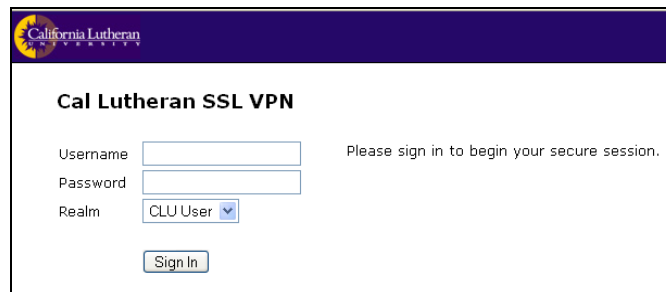 California Lutheran
UNIVERSITY
Cal Lutheran SSL VPN
Username
Please sign in to begin your secure session.
Password
Realm CLU User
Sign In